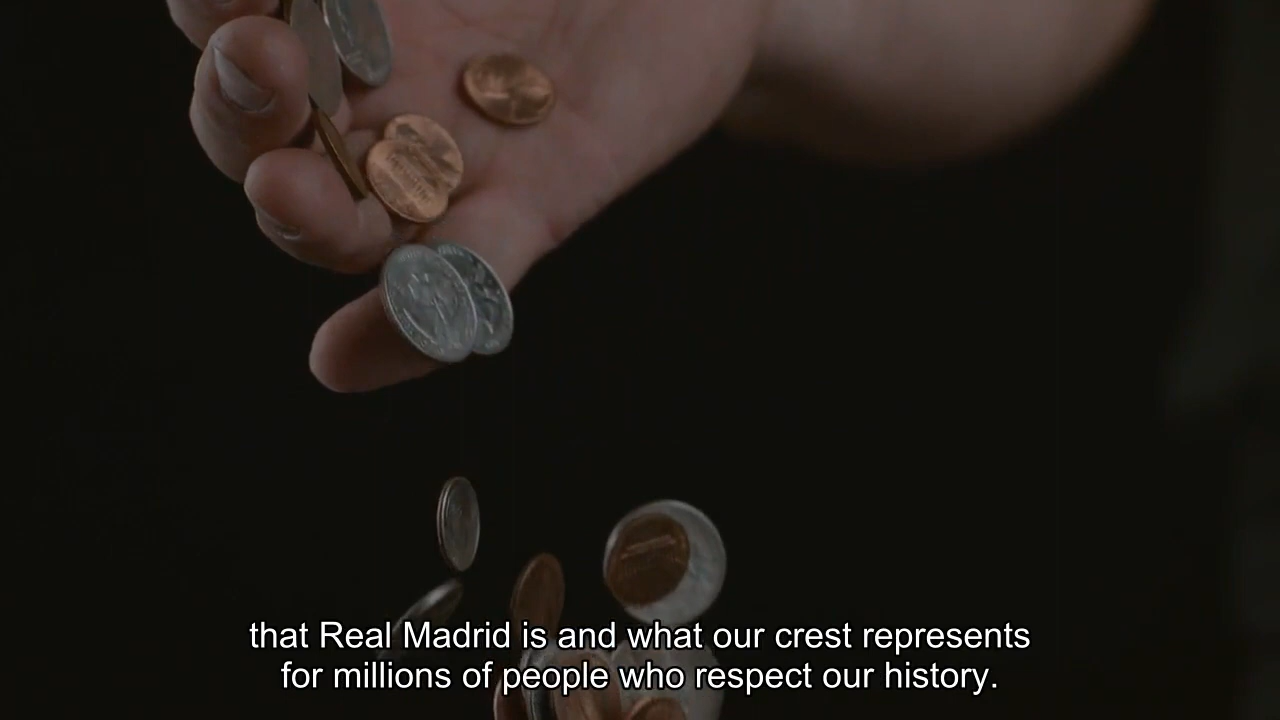 that Real Madrid is and what our crest represents
for millions of people who respect our history.